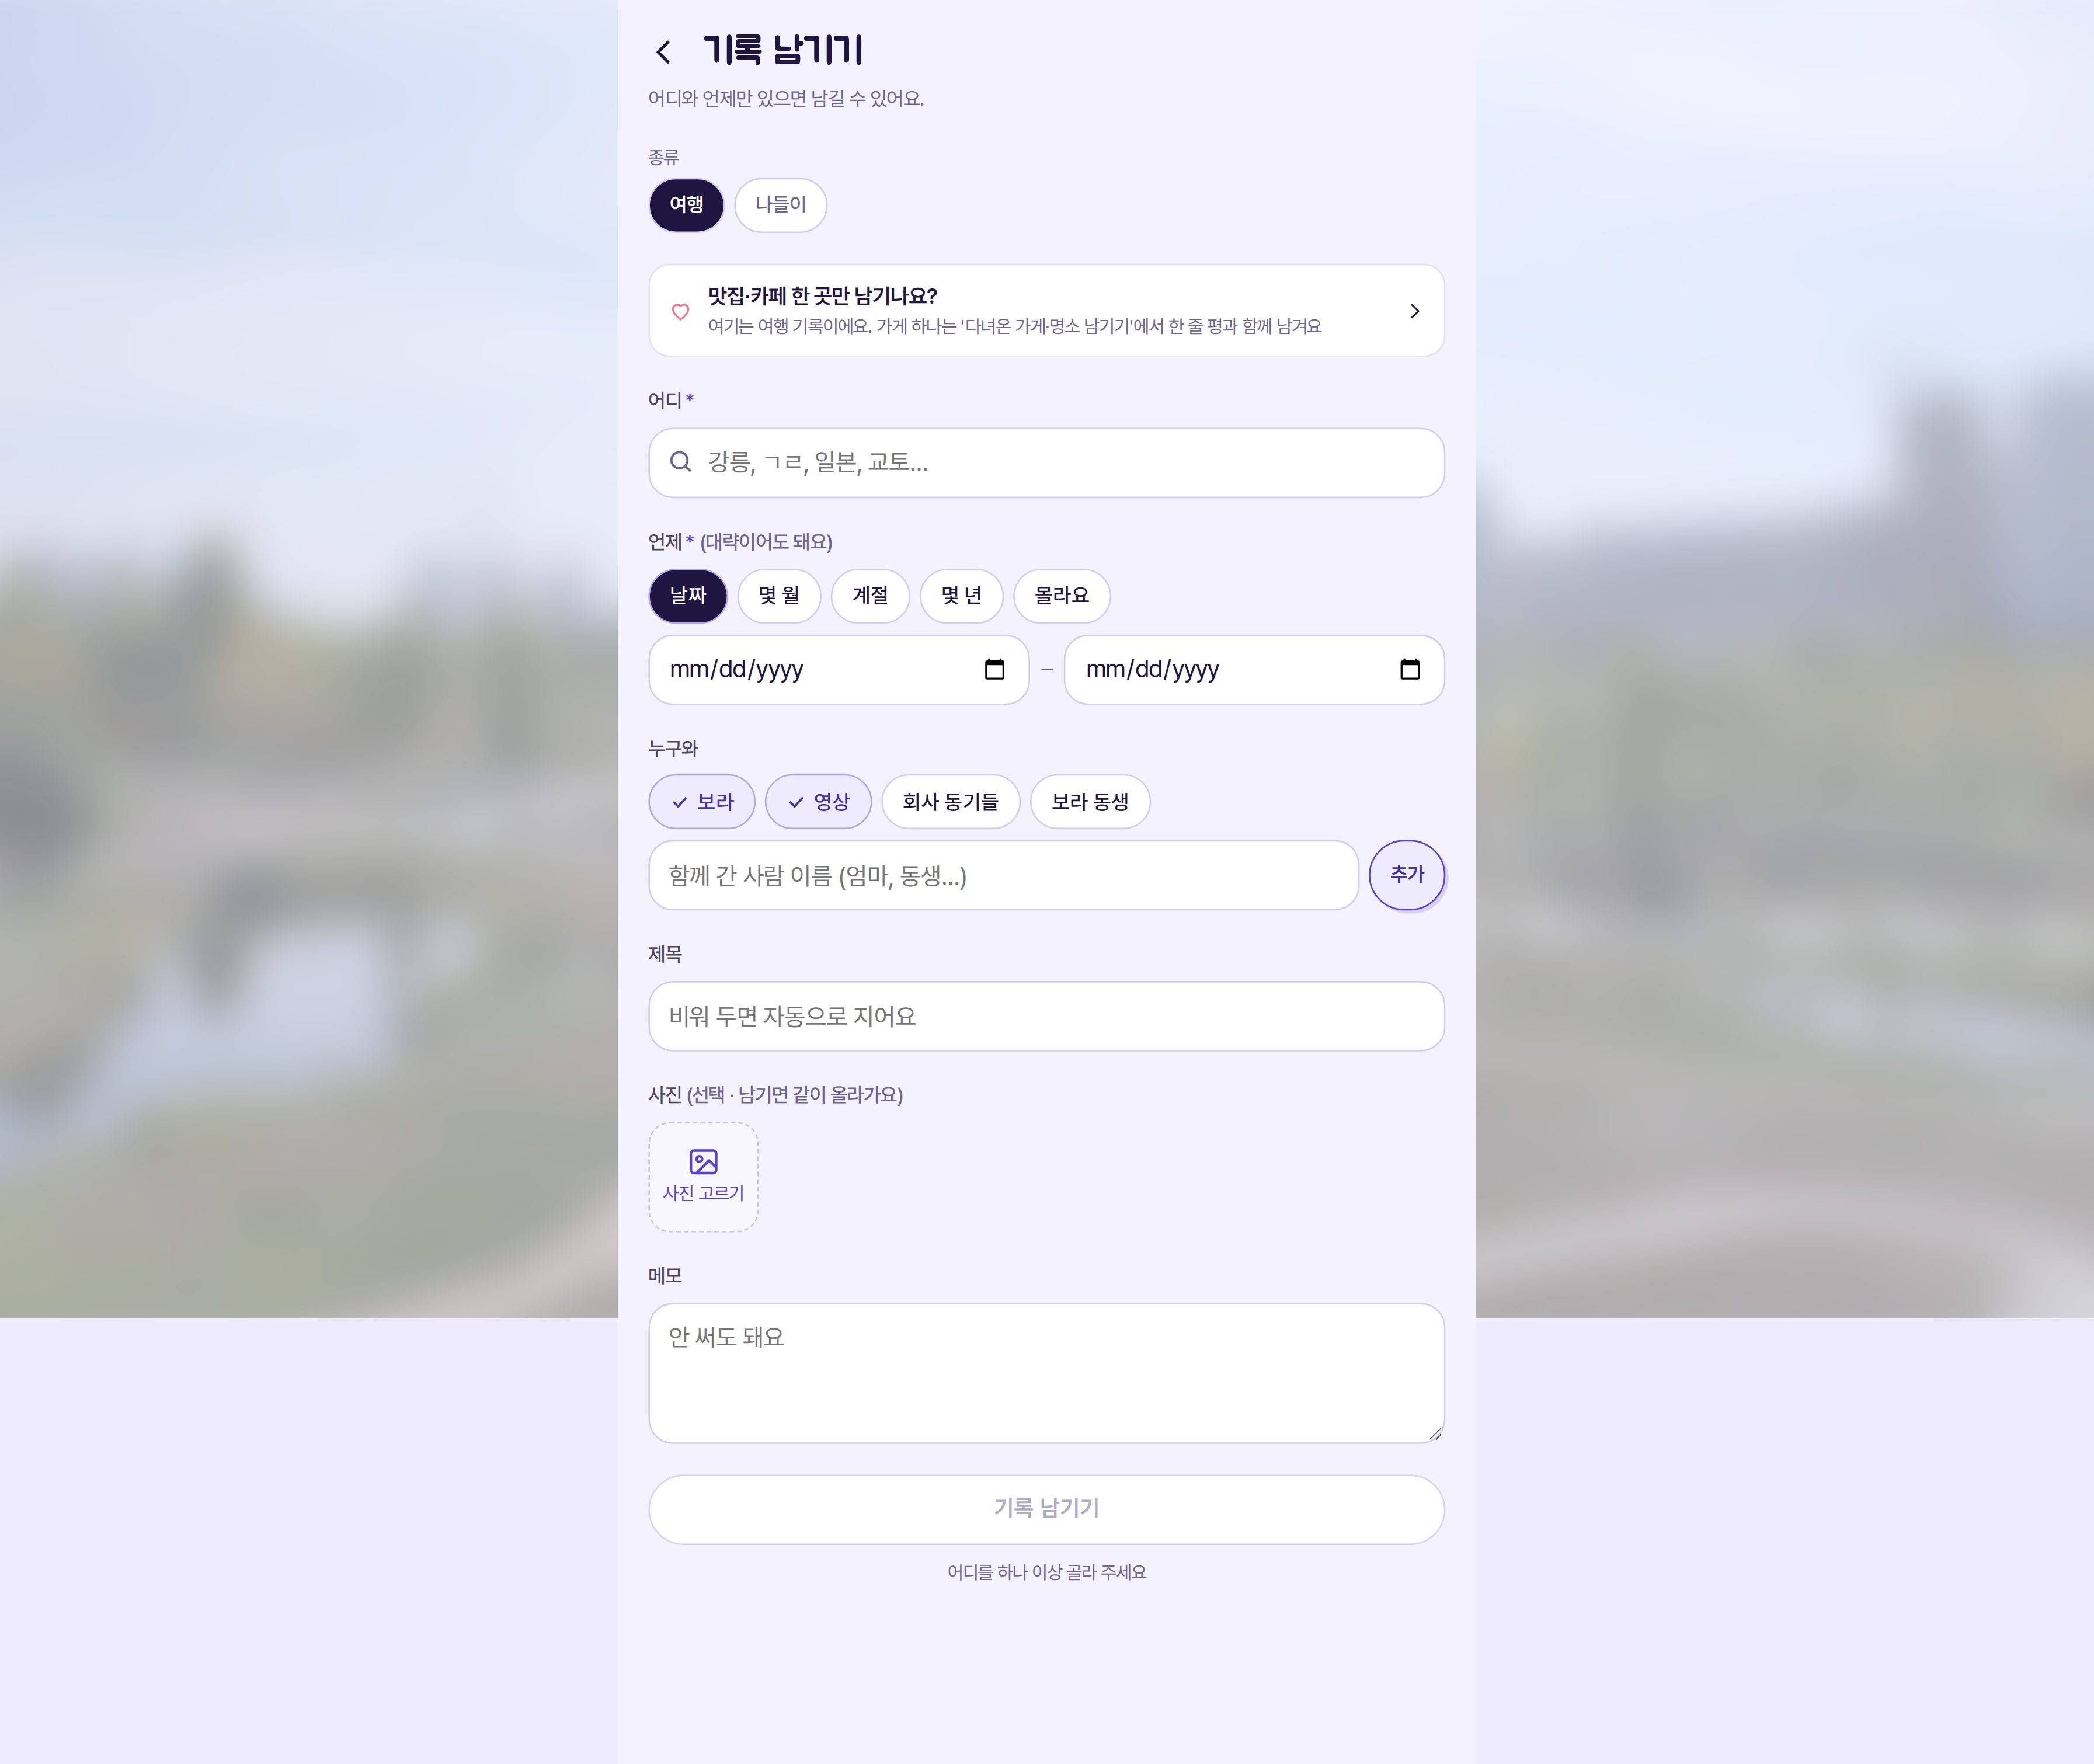 기록 남기기
어디와 언제만 있으면 남길 수 있어요.
종류
여행 나들이
맛집·카페 한 곳만 남기나요?
여기는 여행 기록이에요. 가게 하나는 '다녀온 가게·명소 남기기'에서 한 줄 평과 함께 남겨요
어디 *
강릉, ㄱㄹ, 일본, 교토...
언제 * (대략이어도 돼요)
날짜 몇 월 계절 몇 년 몰라요
mm/dd/yyyy – mm/dd/yyyy
누구와
보라 영상 회사 동기들 보라 동생
함께 간 사람 이름 (엄마, 동생...) 추가
제목
비워 두면 자동으로 지어요
사진 (선택 · 남기면 같이 올라가요)
사진 고르기
메모
안 써도 돼요
기록 남기기
어디를 하나 이상 골라 주세요